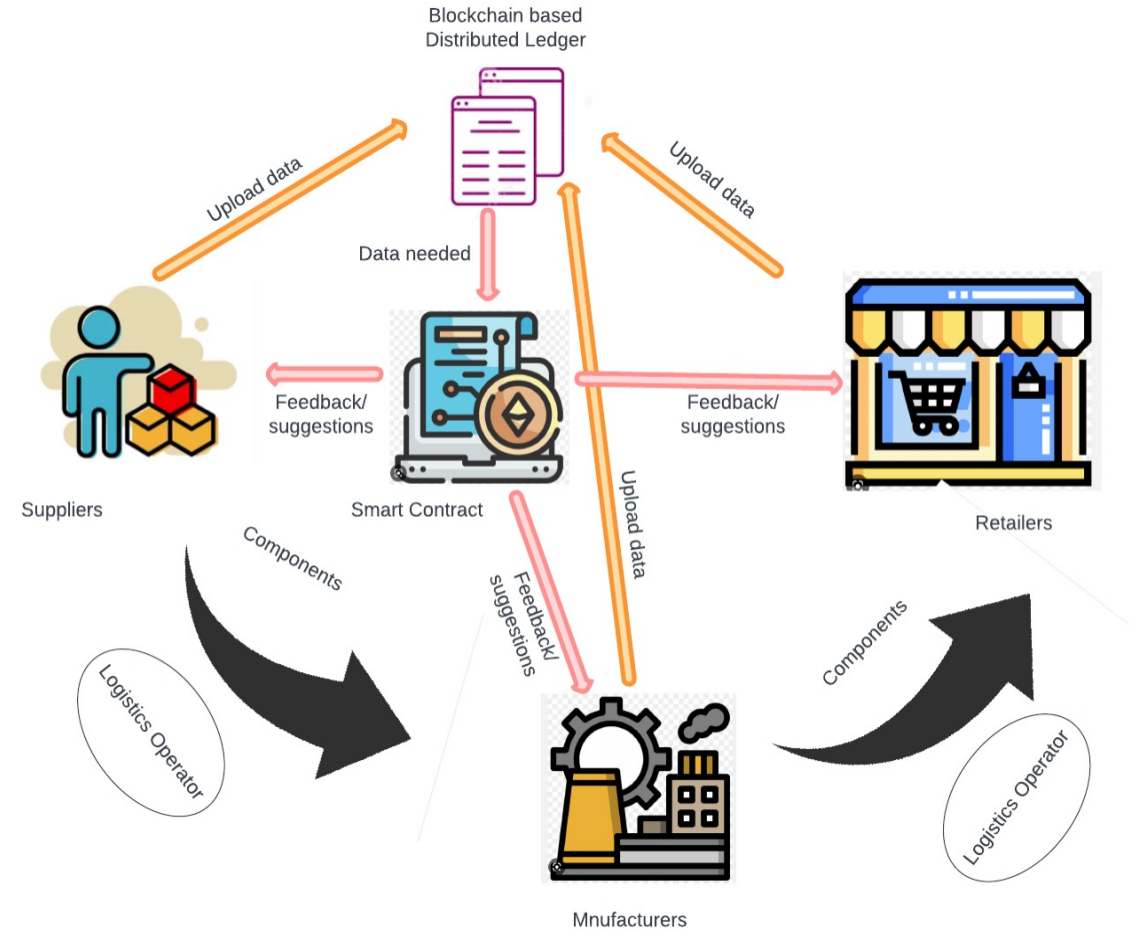 Blockchain based
Distributed Ledger
Upload data
Upload data
Data needed
Feedback/
suggestions
Feedback/
suggestions
Suppliers
Smart Contract
Upload data
Retailers
Components
Feedback/
suggestions
Components
Logistics Operator
Logistics Operator
Mnufacturers